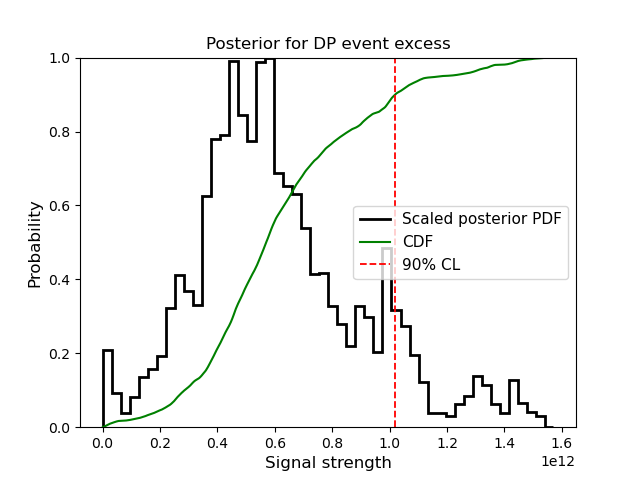 Posterior for DP event excess
1.0
0.8
0.6
0.4
0.2
0.0
Probability
Scaled posterior PDF
CDF
90% CL
0.0 0.2 0.4 0.6 0.8 1.0 1.2 1.4 1.6
1e12
Signal strength